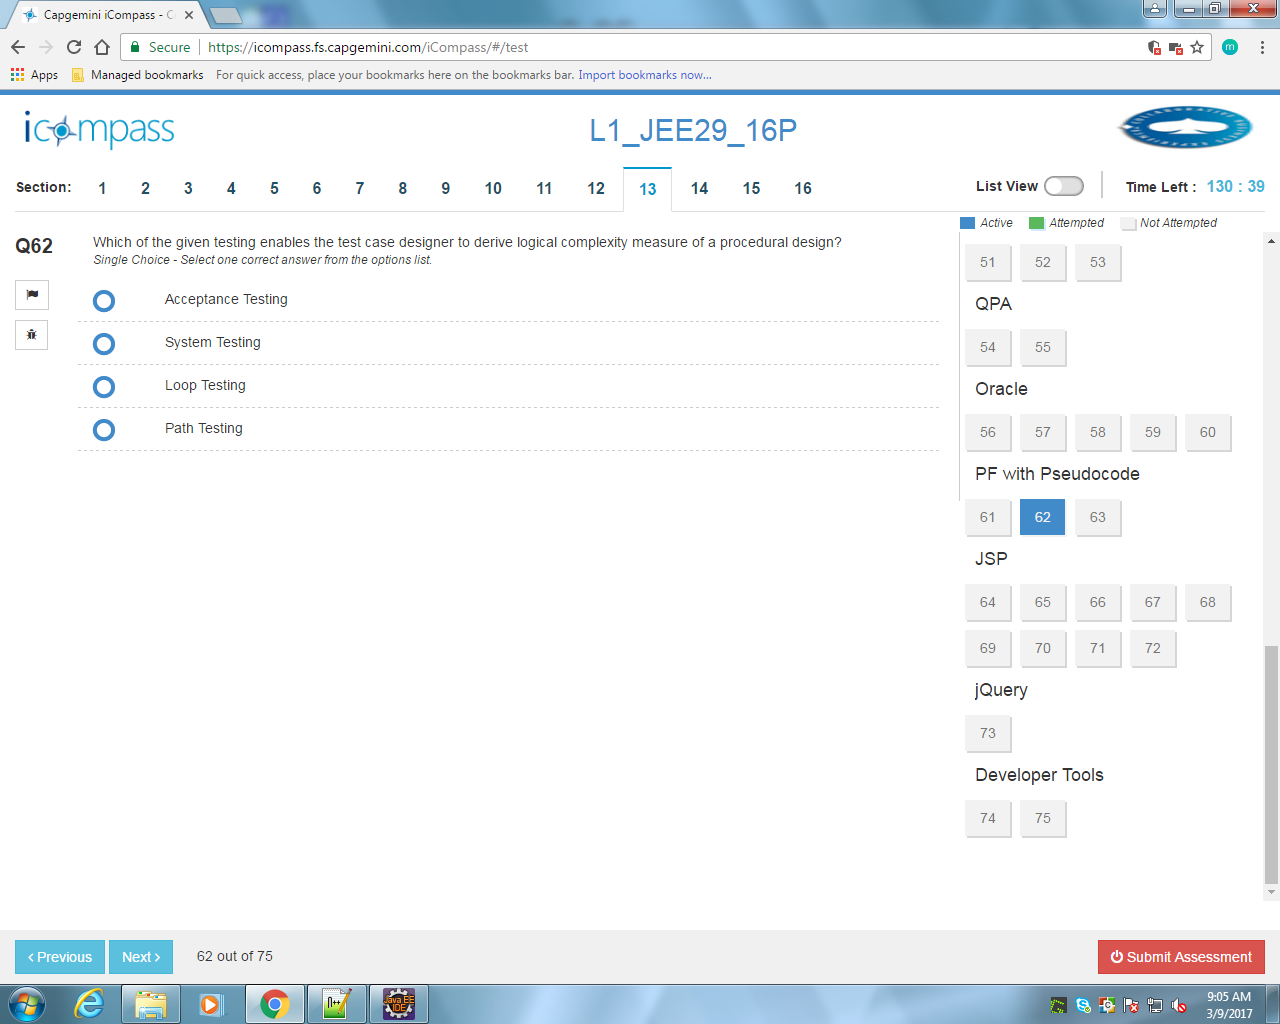 Capgemini iCompass - C
Secure https://icompass.fs.capgemini.com/iCompass/#/test
m
Apps Managed bookmarks For quick access, place your bookmarks here on the bookmarks bar. Import bookmarks now...
icompass
L1_JEE29_16P
Section: 1 2 3 4 5 6 7 8 9 10 11 12 13 14 15 16
List View Time Left : 130 : 39
Active Attempted Not Attempted
Q62
Which of the given testing enables the test case designer to derive logical complexity measure of a procedural design?
Single Choice - Select one correct answer from the options list.
Acceptance Testing
System Testing
Loop Testing
Path Testing
51 52 53
QPA
54 55
Oracle
56 57 58 59 60
PF with Pseudocode
61 62 63
JSP
64 65 66 67 68
69 70 71 72
jQuery
73
Developer Tools
74 75
‹ Previous Next › 62 out of 75
Submit Assessment
Java EE
IDE
9:05 AM
3/9/2017